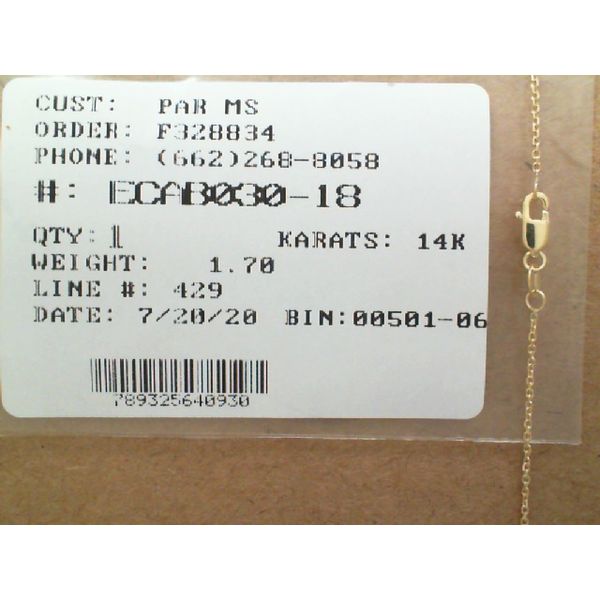 CUST: PAR MS
ORDER: F328834
PHONE: (662)268-8058
#: ECAB030-18
QTY: 1 KARATS: 14K
WEIGHT: 1.70
LINE #: 429
DATE: 7/20/20 BIN:00501-06
789325640930